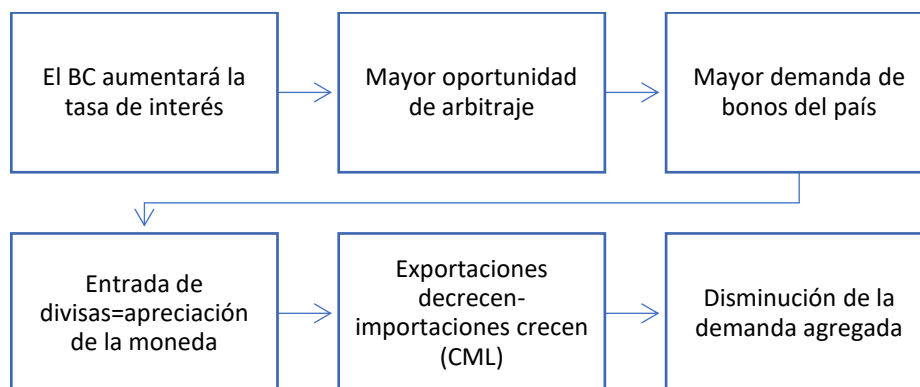 El BC aumentará la
tasa de interés
Mayor oportunidad
de arbitraje
Mayor demanda de
bonos del país
Entrada de
divisas=apreciación
de la moneda
Exportaciones
decrecen-
importaciones crecen
(CML)
Disminución de la
demanda agregada